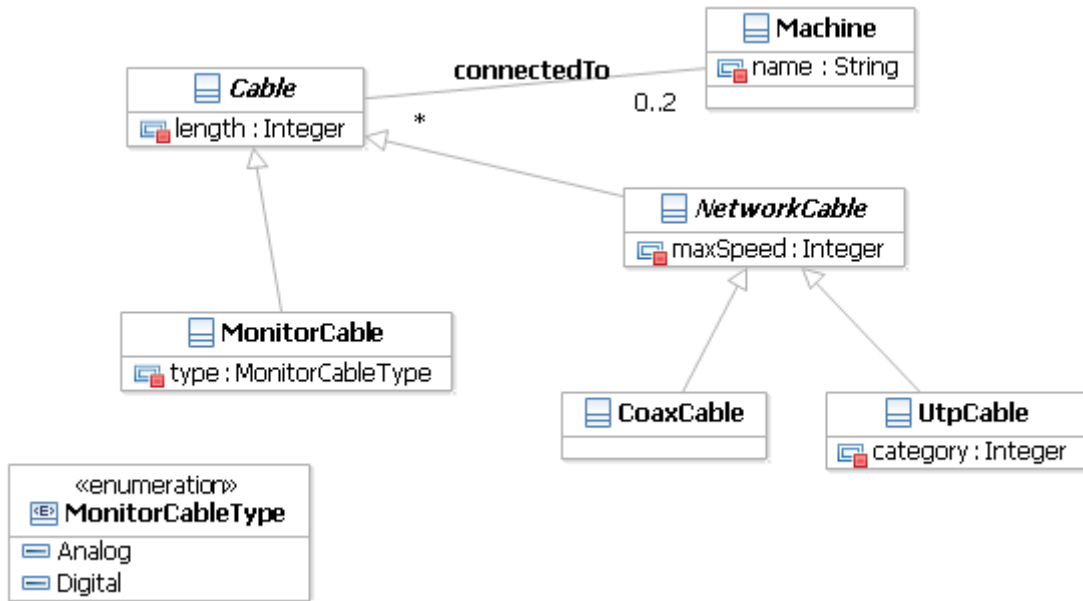 Machine
name : String
connectedTo
0..2
*
Cable
length : Integer
NetworkCable
maxSpeed : Integer
MonitorCable
type : MonitorCableType
CoaxCable
UtpCable
category : Integer
«enumeration»
<E> MonitorCableType
Analog
Digital